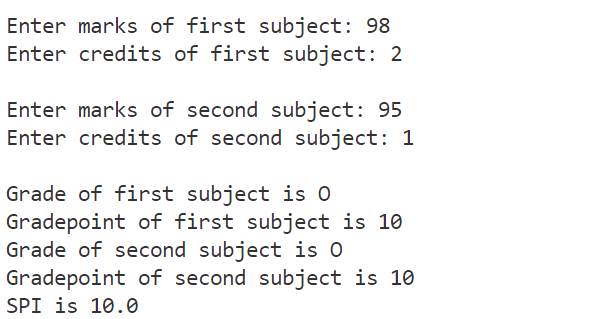 Enter marks of first subject: 98
Enter credits of first subject: 2
Enter marks of second subject: 95
Enter credits of second subject: 1
Grade of first subject is O
Gradepoint of first subject is 10
Grade of second subject is O
Gradepoint of second subject is 10
SPI is 10.0